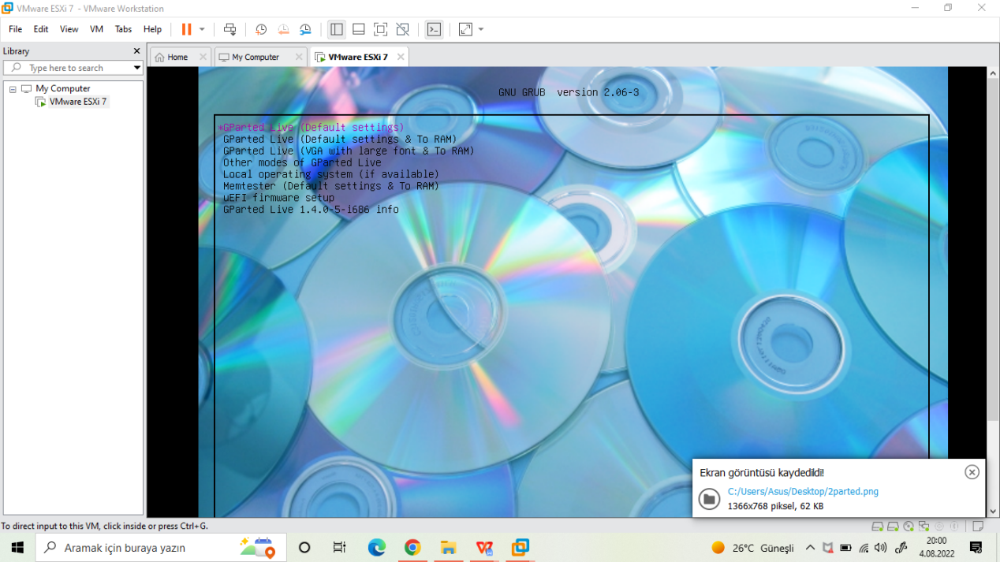 VMware ESXi 7 - VMware Workstation
File Edit View VM Tabs Help
Library
Type here to search
My Computer
VMware ESXi 7
Home
My Computer
VMware ESXi 7
GNU GRUB version 2.06-3
*GParted Live (Default settings)
GParted Live (Default settings & To RAM)
GParted Live (VGA with large font & To RAM)
Other modes of GParted Live
Local operating system (if available)
Memtester (Default settings & To RAM)
uEFI firmware setup
GParted Live 1.4.0-5-i686 info
Ekran görüntüsü kaydedildi!
C:/Users/Asus/Desktop/2parted.png
1366x768 piksel, 62 KB
To direct input to this VM, click inside or press Ctrl+G.
Aramak için buraya yazın
26°C Güneşli
20:00
4.08.2022